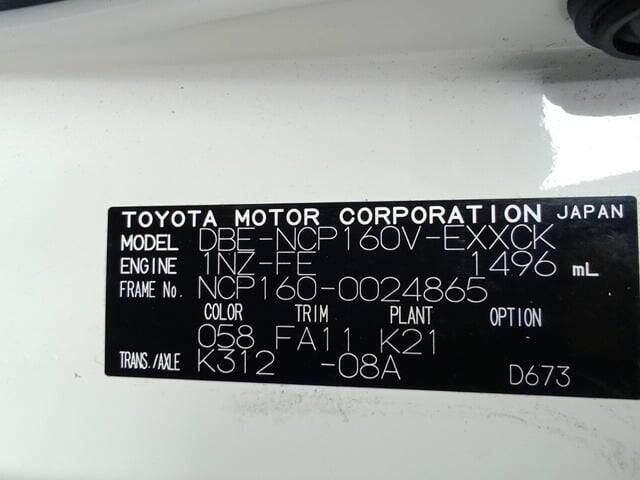 TOYOTA MOTOR CORPORATION JAPAN
MODEL DBE-NCP160V-EXXCK
ENGINE 1NZ-FE 1496 mL
FRAME No. NCP160-0024865
COLOR TRIM PLANT OPTION
058 FA11 K21
TRANS./AXLE K312 -08A D673